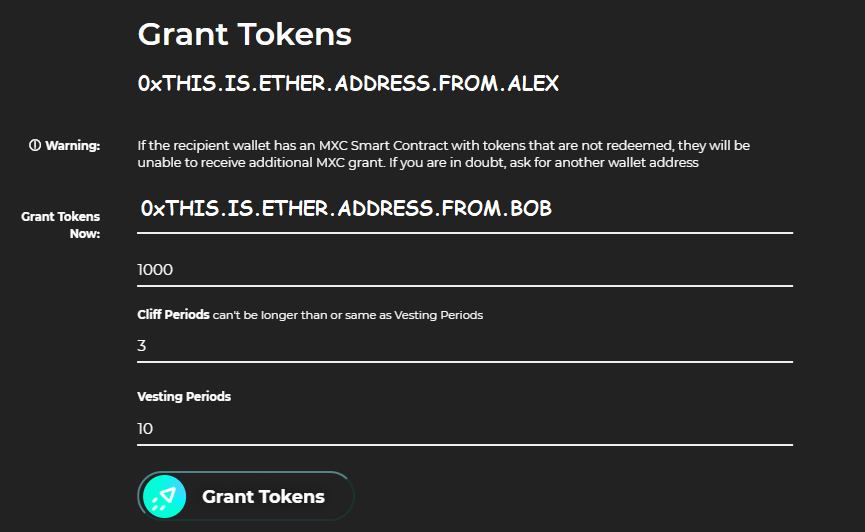 Grant Tokens
0xTHIS.IS.ETHER.ADDRESS.FROM.ALEX
Warning:
If the recipient wallet has an MXC Smart Contract with tokens that are not redeemed, they will be
unable to receive additional MXC grant. If you are in doubt, ask for another wallet address
Grant Tokens
Now:
0xTHIS.IS.ETHER.ADDRESS.FROM.BOB
1000
Cliff Periods can't be longer than or same as Vesting Periods
3
Vesting Periods
10
Grant Tokens